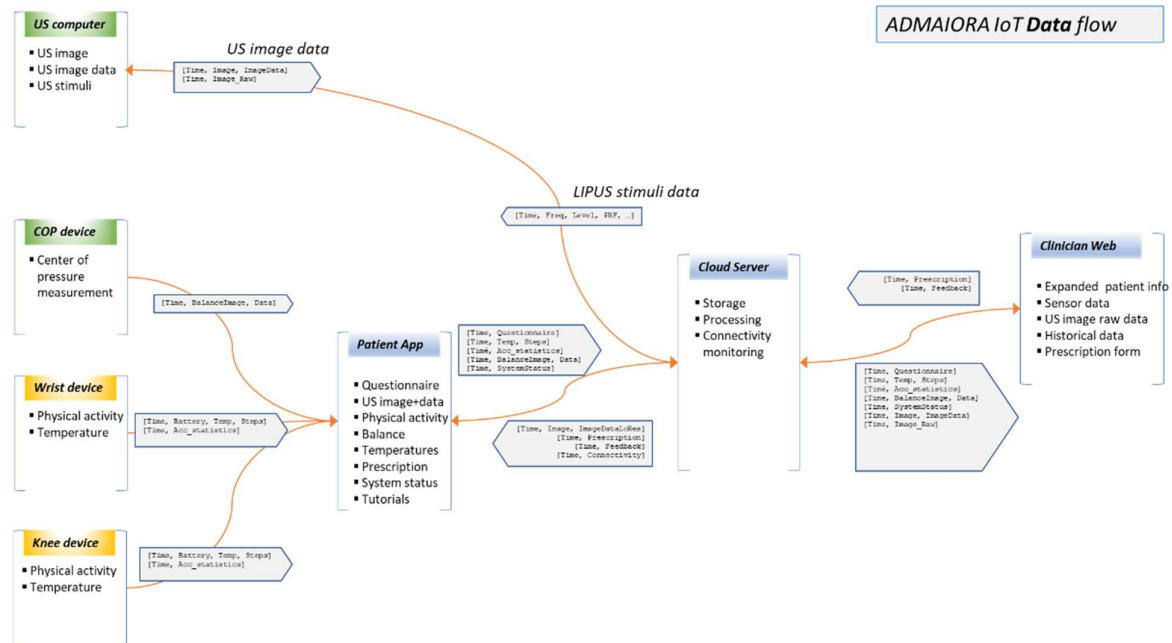 ADMAIORA IoT Data flow
US computer
US image
US image data
US stimuli
US image data
[Time, Image, ImageData]
[Time, Image_Raw]
LIPUS stimuli data
[Time, Freq, Level, PRF, …]
COP device
Center of
pressure
measurement
[Time, BalanceImage, Data]
Wrist device
Physical activity
Temperature
[Time, Battery, Temp, Steps]
[Time, Acc_statistics]
Knee device
Physical activity
Temperature
[Time, Battery, Temp, Steps]
[Time, Acc_statistics]
Patient App
Questionnaire
US image+data
Physical activity
Balance
Temperatures
Prescription
System status
Tutorials
[Time, Questionnaire]
[Time, Temp, Steps]
[Time, Acc_statistics]
[Time, BalanceImage, Data]
[Time, SystemStatus]
[Time, Image, ImageDataLoRes]
[Time, Prescription]
[Time, Feedback]
[Time, Connectivity]
Cloud Server
Storage
Processing
Connectivity
monitoring
[Time, Prescription]
[Time, Feedback]
[Time, Questionnaire]
[Time, Temp, Steps]
[Time, Acc_statistics]
[Time, BalanceImage, Data]
[Time, SystemStatus]
[Time, Image, ImageData]
[Time, Image_Raw]
Clinician Web
Expanded patient info
Sensor data
US image raw data
Historical data
Prescription form